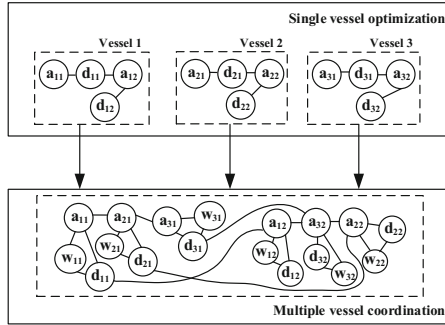 Single vessel optimization
Vessel 1 Vessel 2 Vessel 3
a11 d11 a12 a21 d21 a22 a31 d31 a32
d12 d22 d32
a11 a21 a31 w31 a12 a32 a22 d22
w11 w21 d31 w12 d32 w22
d11 d21 d12 w32
Multiple vessel coordination